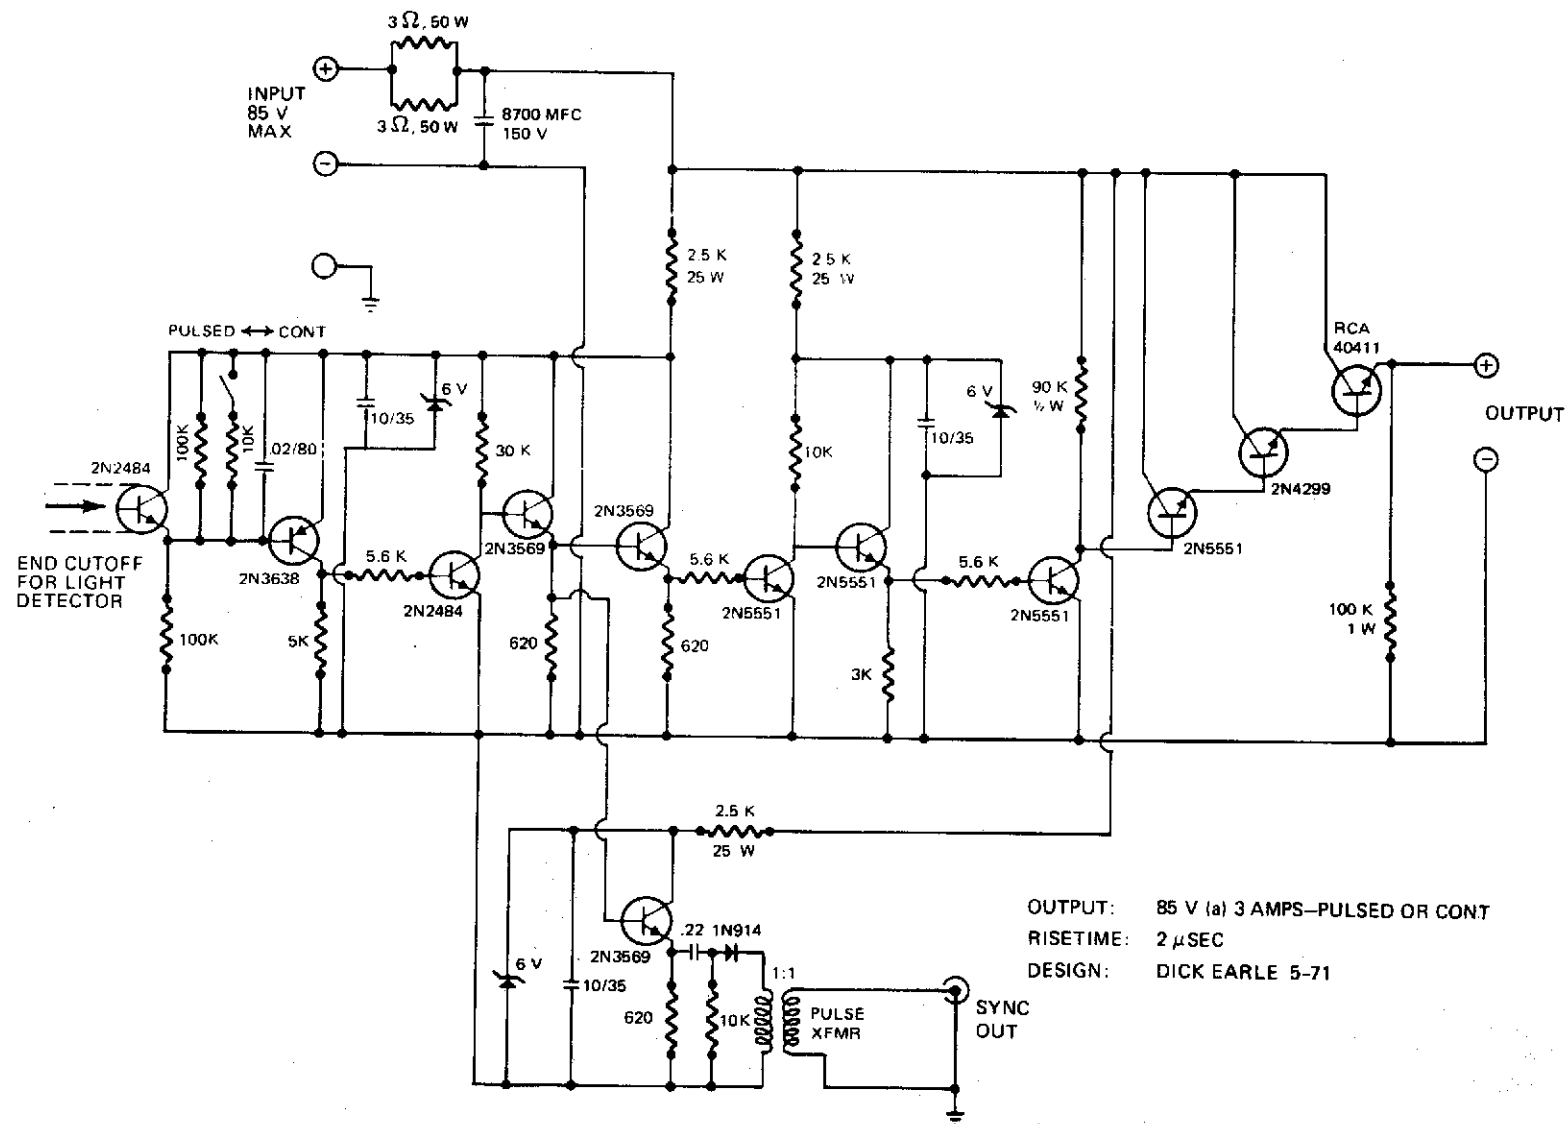 3 Ω, 50 W
+
INPUT
85 V
MAX
3 Ω, 50 W
8700 MFC
150 V
-
2.5 K
25 W
2.5 K
25 W
PULSED ↔ CONT
RCA
40411
+
OUTPUT
-
100K
10K
.02/80
10/35
6 V
30 K
10K
10/35
6 V
90 K
½ W
2N2484
END CUTOFF
FOR LIGHT
DETECTOR
2N3638
5.6 K
2N2484
2N3569
2N3569
5.6 K
2N5551
2N5551
5.6 K
2N5551
2N5551
2N4299
100K
5K
620
620
3K
100 K
1 W
2.5 K
25 W
2N3569
.22 1N914
6 V
10/35
620
10K
1:1
PULSE
XFMR
SYNC
OUT
OUTPUT: 85 V (a) 3 AMPS–PULSED OR CONT
RISETIME: 2 μSEC
DESIGN: DICK EARLE 5-71